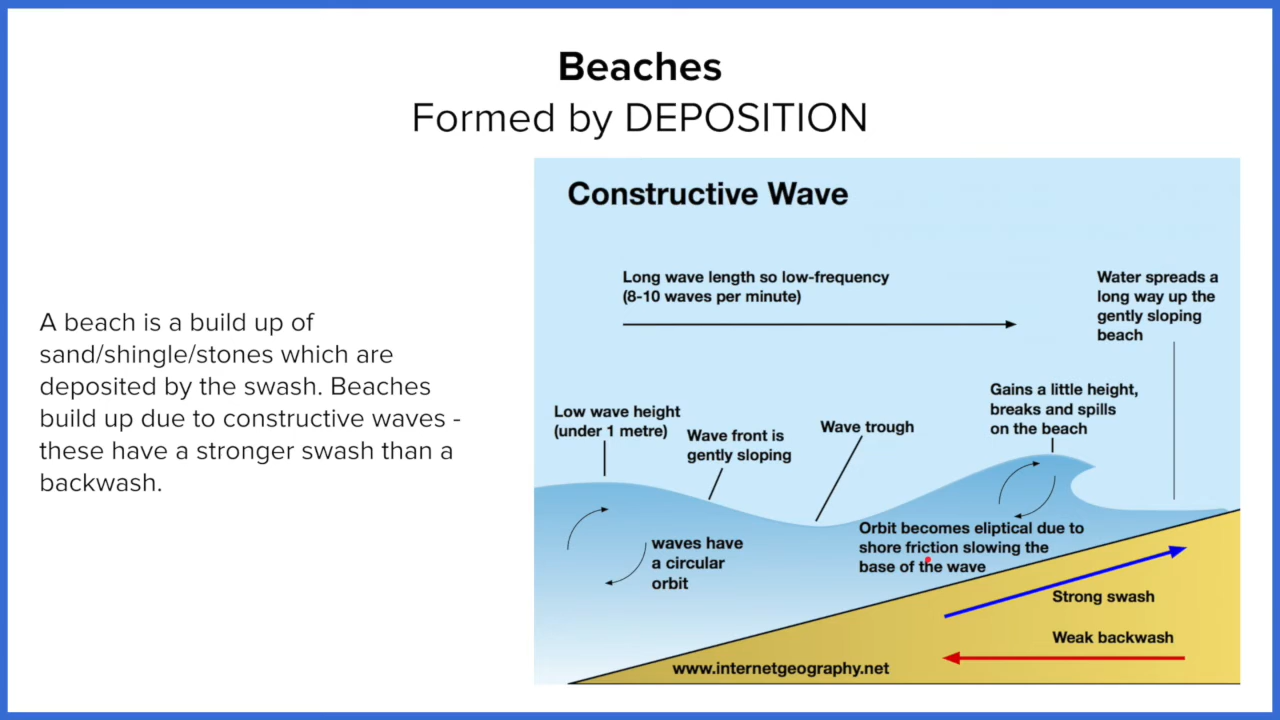 Beaches
Formed by DEPOSITION
A beach is a build up of
sand/shingle/stones which are
deposited by the swash. Beaches
build up due to constructive waves -
these have a stronger swash than a
backwash.
Constructive Wave
Long wave length so low-frequency
(8-10 waves per minute)
Water spreads a
long way up the
gently sloping
beach
Gains a little height,
breaks and spills
on the beach
Low wave height
(under 1 metre)
Wave front is
gently sloping
Wave trough
waves have
a circular
orbit
Orbit becomes eliptical due to
shore friction slowing the
base of the wave
Strong swash
Weak backwash
www.internetgeography.net